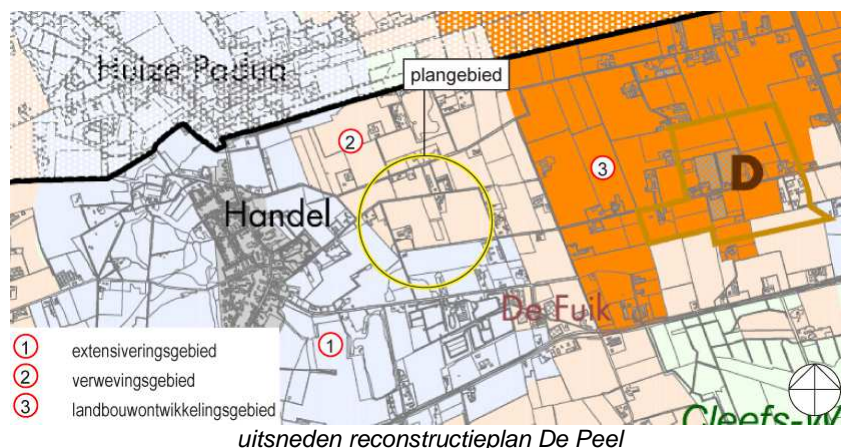 Huize Padua
plangebied
2
3
D
Handel
De Fuik
1
1 extensiveringsgebied
2 verwevingsgebied
3 landbouwontwikkelingsgebied
Cleefs-W
uitsneden reconstructieplan De Peel